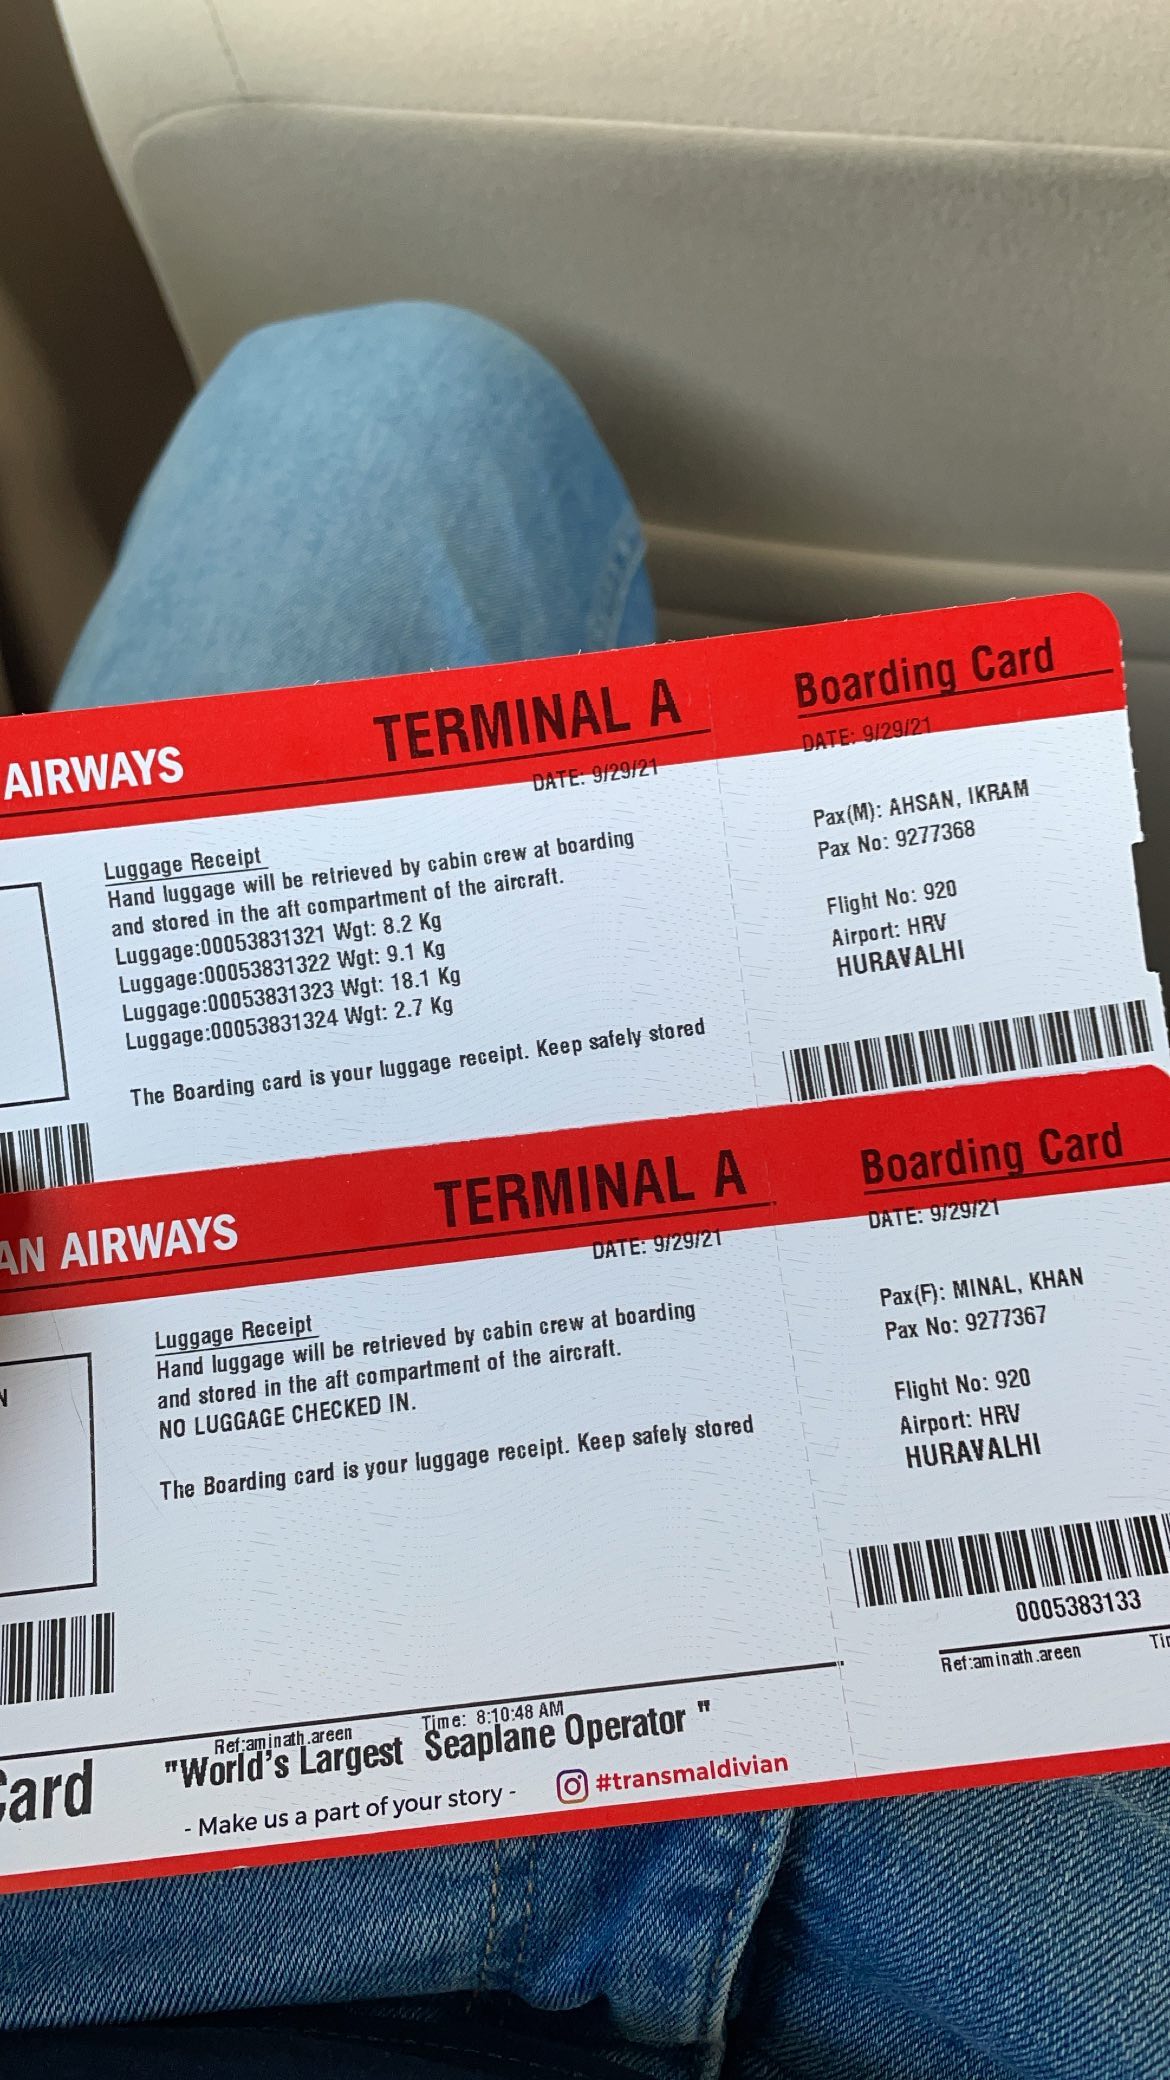 AIRWAYS
TERMINAL A
DATE: 9/29/21
Luggage Receipt
Hand luggage will be retrieved by cabin crew at boarding
and stored in the aft compartment of the aircraft.
Luggage:00053831321 Wgt: 8.2 Kg
Luggage:00053831322 Wgt: 9.1 Kg
Luggage:00053831323 Wgt: 18.1 Kg
Luggage:00053831324 Wgt: 2.7 Kg
The Boarding card is your luggage receipt. Keep safely stored
Boarding Card
DATE: 9/29/21
Pax(M): AHSAN, IKRAM
Pax No: 9277368
Flight No: 920
Airport: HRV
HURAVALHI
AN AIRWAYS
TERMINAL A
DATE: 9/29/21
N
Luggage Receipt
Hand luggage will be retrieved by cabin crew at boarding
and stored in the aft compartment of the aircraft.
NO LUGGAGE CHECKED IN.
The Boarding card is your luggage receipt. Keep safely stored
Ref:aminath.areen Time: 8:10:48 AM
Card
"World's Largest Seaplane Operator "
- Make us a part of your story - #transmaldivian
Boarding Card
DATE: 9/29/21
Pax(F): MINAL, KHAN
Pax No: 9277367
Flight No: 920
Airport: HRV
HURAVALHI
0005383133
Ref:aminath.areen